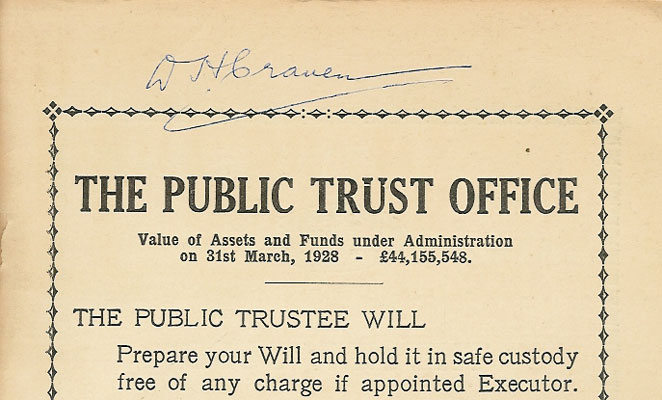 W H Craven
THE PUBLIC TRUST OFFICE
Value of Assets and Funds under Administration
on 31st March, 1928 - £44,155,548.
THE PUBLIC TRUSTEE WILL
Prepare your Will and hold it in safe custody
free of any charge if appointed Executor.